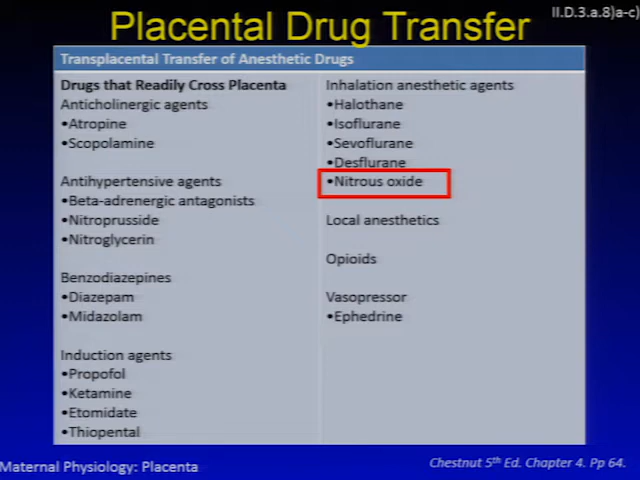 Placental Drug Transfer
II.D.3.a.8)a-c)
Transplacental Transfer of Anesthetic Drugs
Drugs that Readily Cross Placenta
Anticholinergic agents
•Atropine
•Scopolamine
Antihypertensive agents
•Beta-adrenergic antagonists
•Nitroprusside
•Nitroglycerin
Benzodiazepines
•Diazepam
•Midazolam
Induction agents
•Propofol
•Ketamine
•Etomidate
•Thiopental
Inhalation anesthetic agents
•Halothane
•Isoflurane
•Sevoflurane
•Desflurane
•Nitrous oxide
Local anesthetics
Opioids
Vasopressor
•Ephedrine
Maternal Physiology: Placenta
Chestnut 5th Ed. Chapter 4. Pp 64.